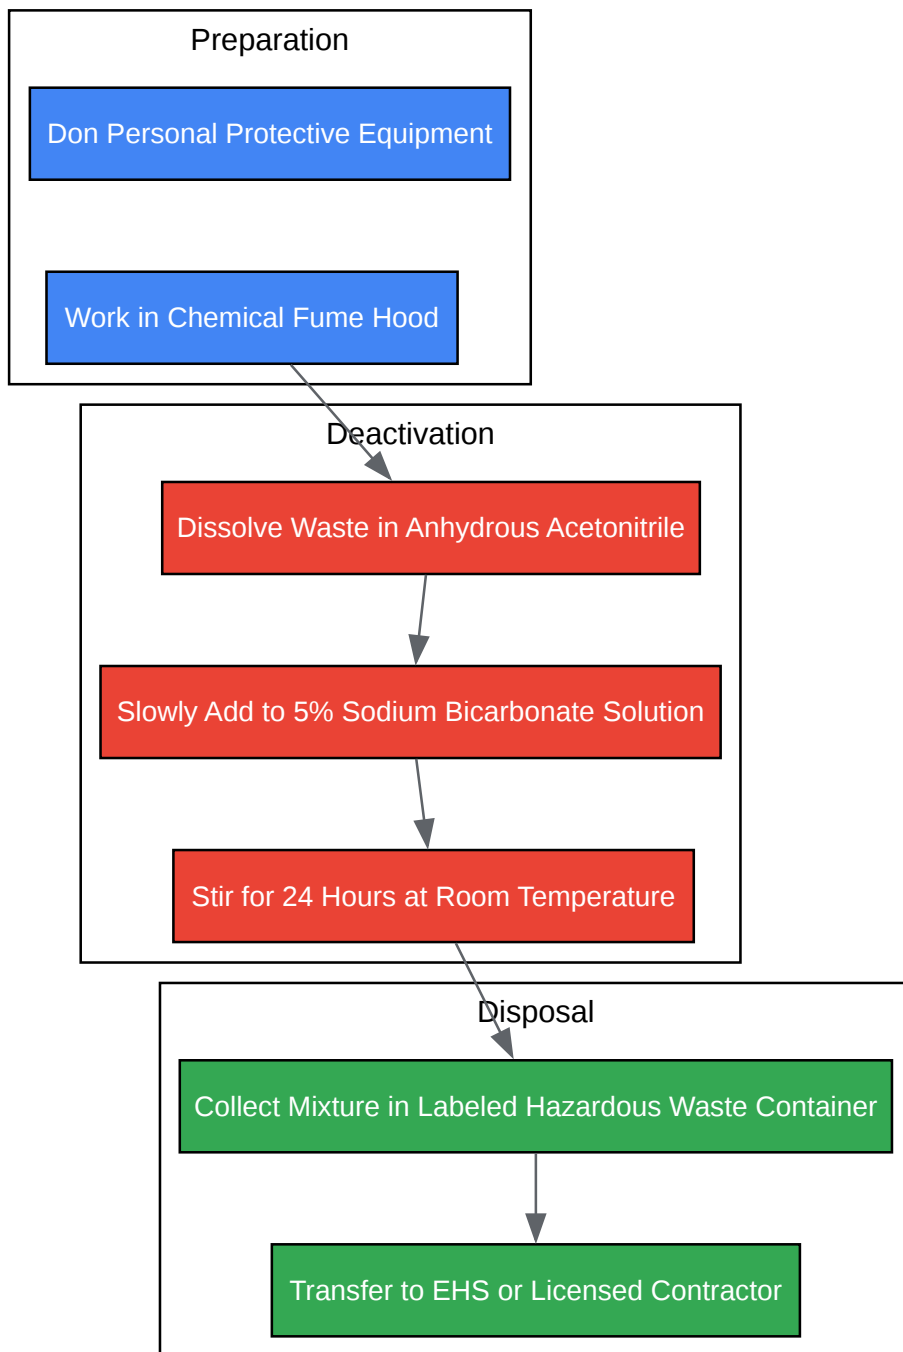 Preparation
Don Personal Protective Equipment
Work in Chemical Fume Hood
Deactivation
Dissolve Waste in Anhydrous Acetonitrile
Slowly Add to 5% Sodium Bicarbonate Solution
Stir for 24 Hours at Room Temperature
Disposal
Collect Mixture in Labeled Hazardous Waste Container
Transfer to EHS or Licensed Contractor